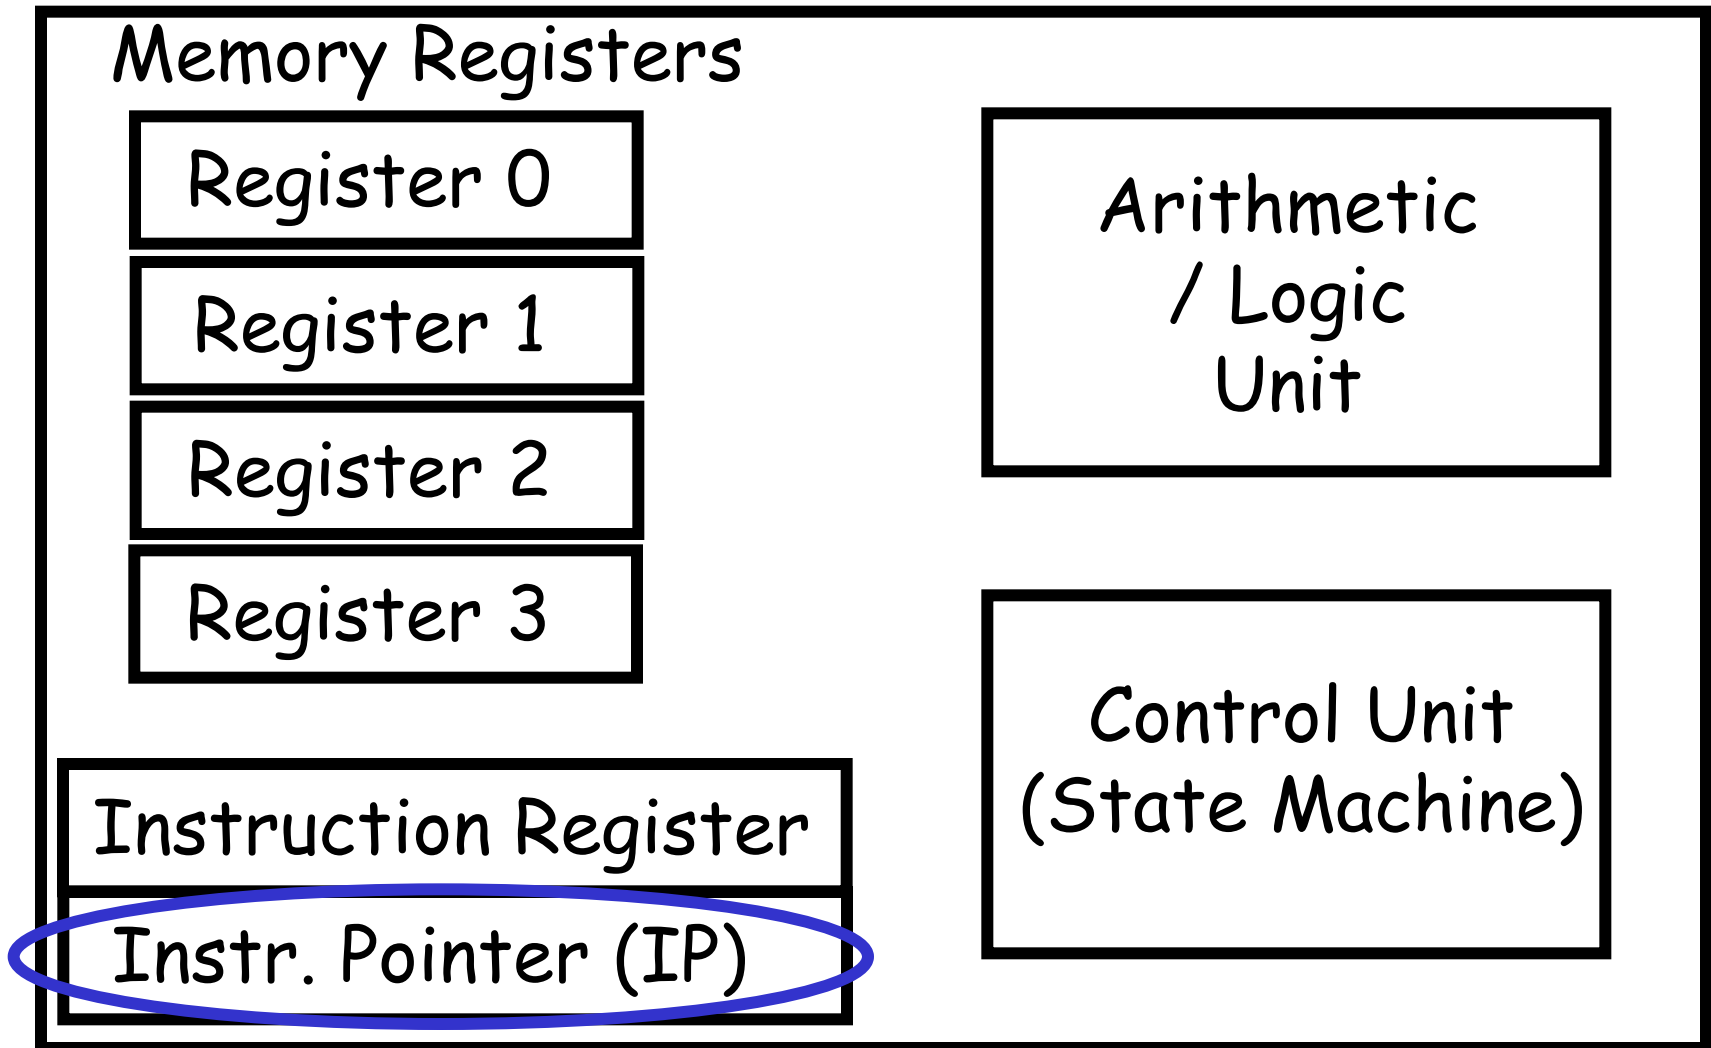 Memory Registers
Register 0
Register 1
Register 2
Register 3
Instruction Register
Instr. Pointer (IP)
Arithmetic
/ Logic
Unit
Control Unit
(State Machine)